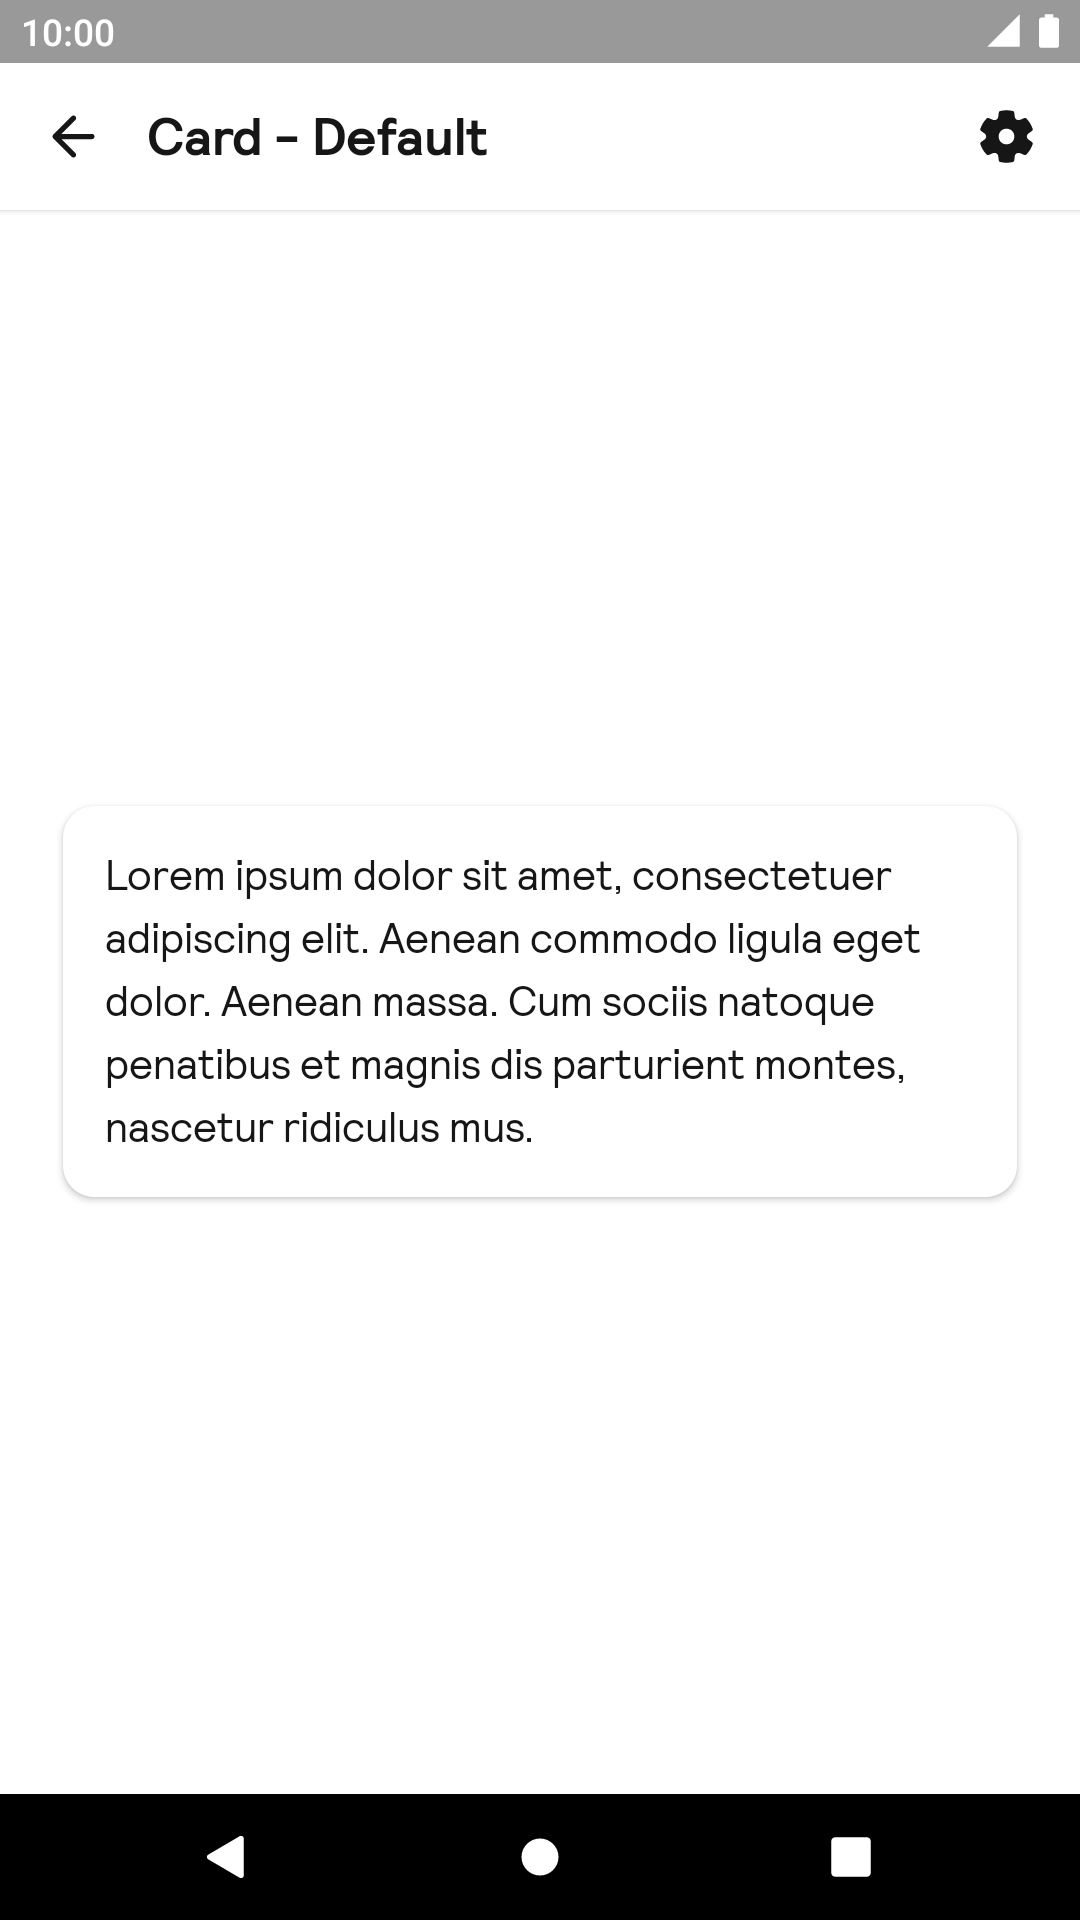 10:00
Card - Default
Lorem ipsum dolor sit amet, consectetuer
adipiscing elit. Aenean commodo ligula eget
dolor. Aenean massa. Cum sociis natoque
penatibus et magnis dis parturient montes,
nascetur ridiculus mus.